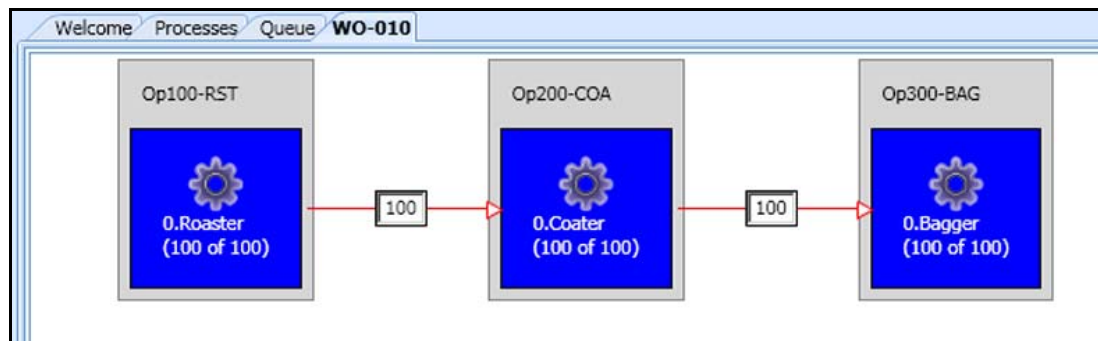 Welcome Processes Queue WO-010
Op100-RST
0.Roaster
(100 of 100)
100
Op200-COA
0.Coater
(100 of 100)
100
Op300-BAG
0.Bagger
(100 of 100)